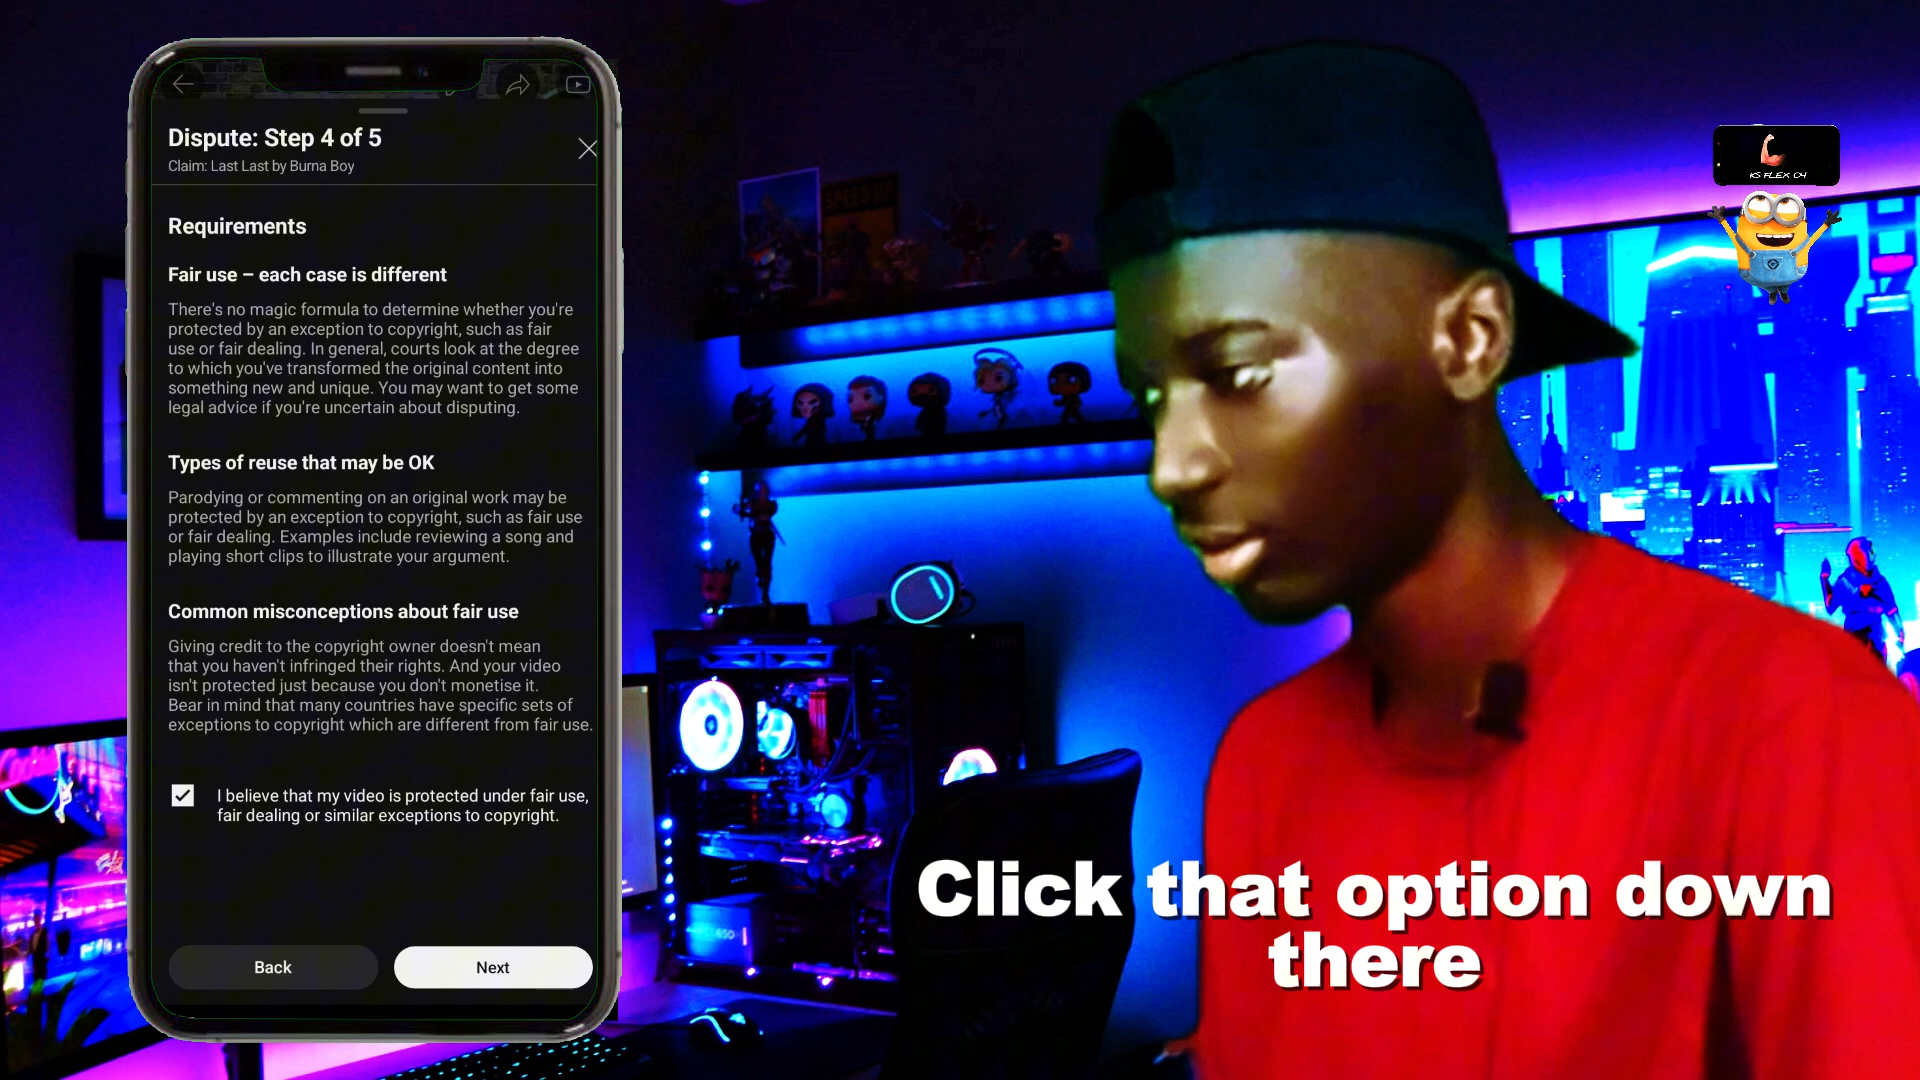 Dispute: Step 4 of 5
Claim: Last Last by Burna Boy
Requirements
Fair use – each case is different
There's no magic formula to determine whether you're
protected by an exception to copyright, such as fair
use or fair dealing. In general, courts look at the degree
to which you've transformed the original content into
something new and unique. You may want to get some
legal advice if you're uncertain about disputing.
Types of reuse that may be OK
Parodying or commenting on an original work may be
protected by an exception to copyright, such as fair use
or fair dealing. Examples include reviewing a song and
playing short clips to illustrate your argument.
Common misconceptions about fair use
Giving credit to the copyright owner doesn't mean
that you haven't infringed their rights. And your video
isn't protected just because you don't monetise it.
Bear in mind that many countries have specific sets of
exceptions to copyright which are different from fair use.
I believe that my video is protected under fair use,
fair dealing or similar exceptions to copyright.
Back
Next
SPEED UP
KS FLEX 04
650
Click that option down
there